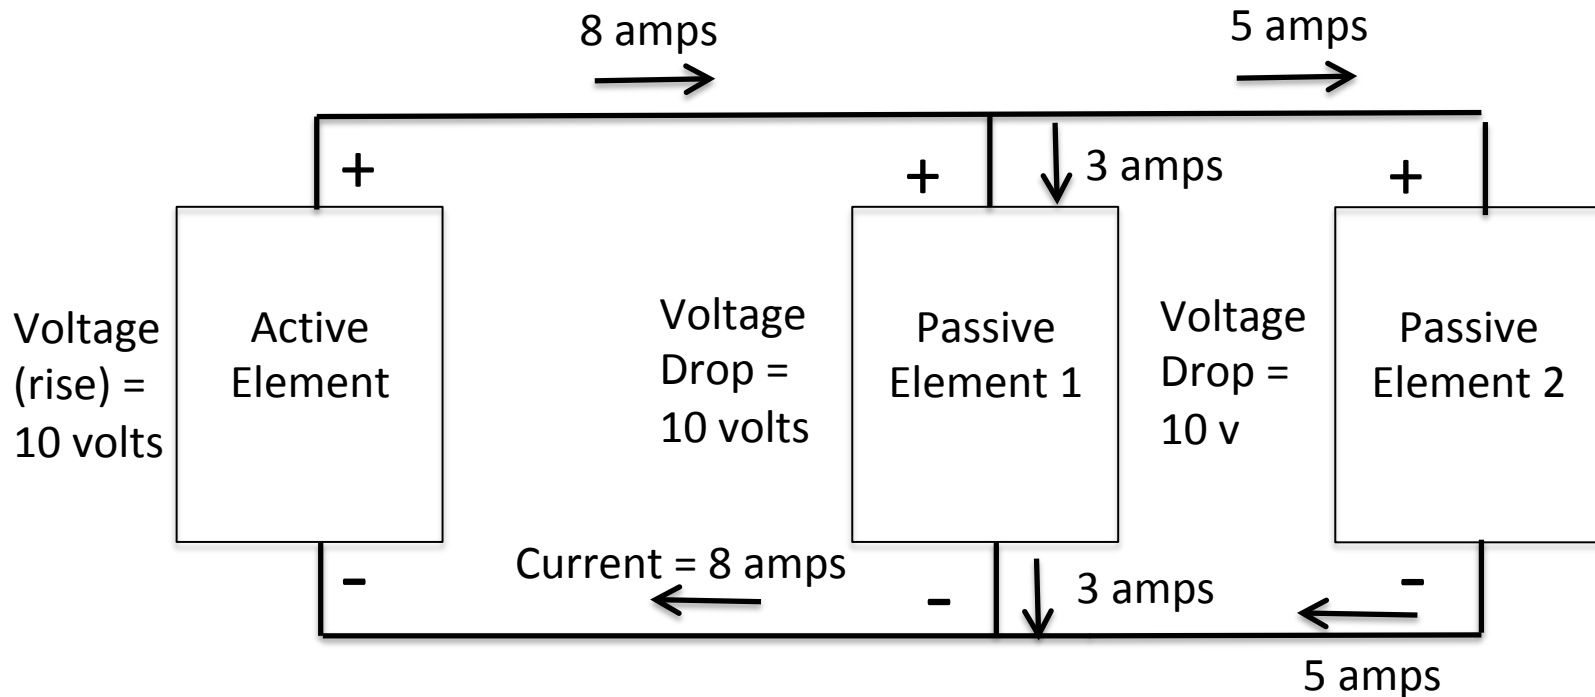 8 amps
5 amps
+
+
3 amps
+
Voltage
(rise) =
10 volts
Active
Element
Voltage
Drop =
10 volts
Passive
Element 1
Voltage
Drop =
10 v
Passive
Element 2
-
Current = 8 amps
-
3 amps
-
5 amps